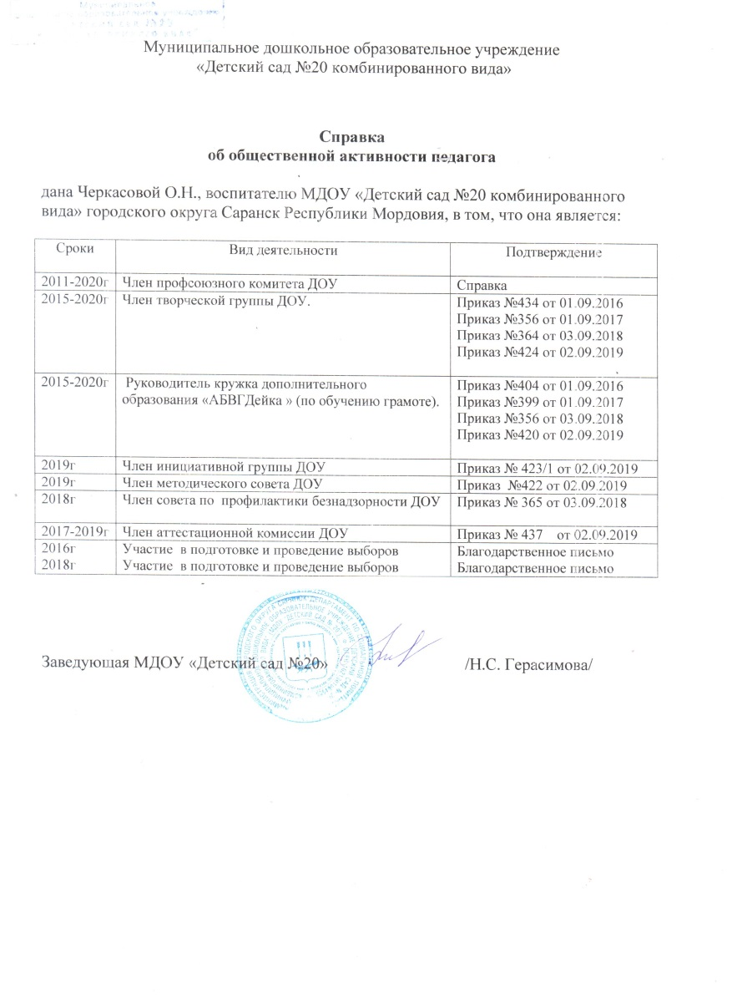 Муниципальное дошкольное образовательное учреждение
«Детский сад №20 комбинированного вида»
Справка
об общественной активности педагога
дана Черкасовой О.Н., воспитателю МДОУ «Детский сад №20 комбинированного
вида» городского округа Саранск Республики Мордовия, в том, что она является:
Сроки Вид деятельности Подтверждение
2011-2020г Член профсоюзного комитета ДОУ Справка
2015-2020г Член творческой группы ДОУ. Приказ №434 от 01.09.2016
Приказ №356 от 01.09.2017
Приказ №364 от 03.09.2018
Приказ №424 от 02.09.2019
2015-2020г Руководитель кружка дополнительного Приказ №404 от 01.09.2016
образования «АБВГДейка » (по обучению грамоте). Приказ №399 от 01.09.2017
Приказ №356 от 03.09.2018
Приказ №420 от 02.09.2019
2019г Член инициативной группы ДОУ Приказ № 423/1 от 02.09.2019
2019г Член методического совета ДОУ Приказ №422 от 02.09.2019
2018г Член совета по профилактики безнадзорности ДОУ Приказ № 365 от 03.09.2018
2017-2019г Член аттестационной комиссии ДОУ Приказ № 437 от 02.09.2019
2016г Участие в подготовке и проведение выборов Благодарственное письмо
2018г Участие в подготовке и проведение выборов Благодарственное письмо
Заведующая МДОУ «Детский сад №20» /Н.С. Герасимова/